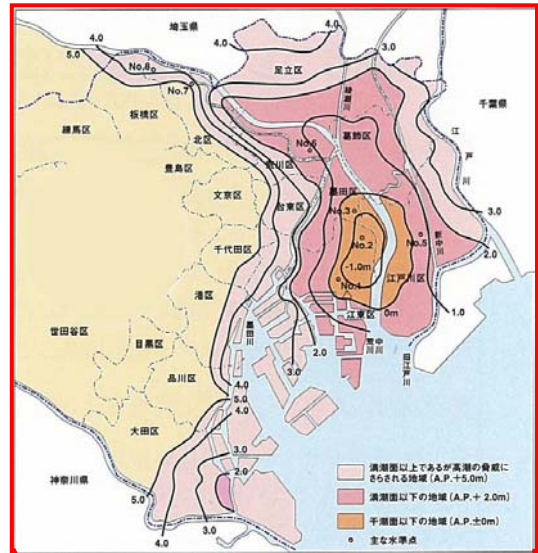 埼玉県
4.0
4.0
3.0
4.0
5.0
No.8
足立区
No.7
板橋区
綾瀬川
千葉県
練馬区
北区
No.6
葛飾区
江戸川
豊島区
荒川区
文京区
台東区
墨田区
No.3
3.0
No.2
No.5
新中川
2.0
千代田区
-1.0m
江戸川区
No.1
港区
江東区
0m
1.0
世田谷区
墨田川
荒川
中川
旧江戸川
2.0
目黒区
3.0
品川区
4.0
5.0
4.0
大田区
3.0
2.0
神奈川県
5.0
4.0
3.0
満潮面以上であるが高潮の脅威に
さらされる地域(A.P.+5.0m)
満潮面以下の地域(A.P.+ 2.0m)
干潮面以下の地域(A.P.±0m)
主な水準点